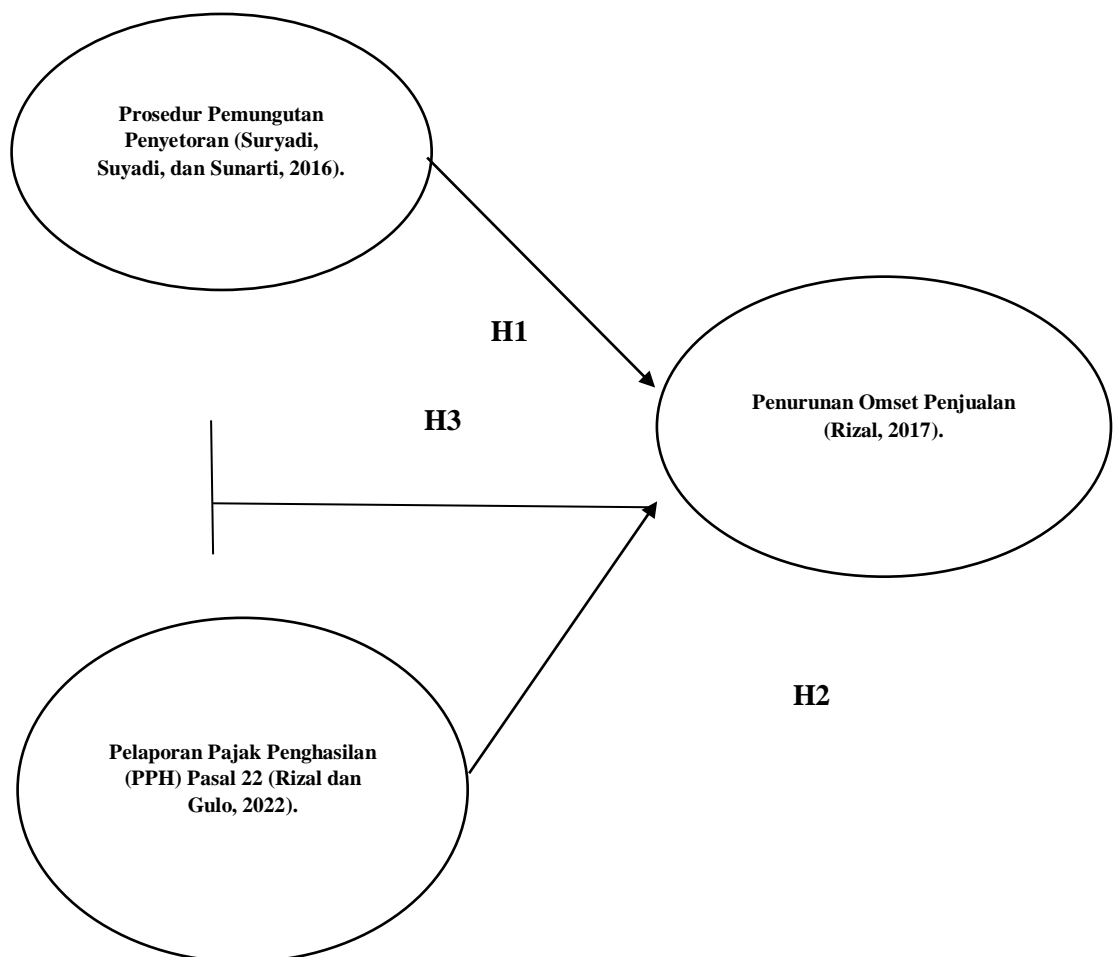 Prosedur Pemungutan
Penyetoran (Suryadi,
Suyadi, dan Sunarti, 2016).
H1
Penurunan Omset Penjualan
(Rizal, 2017).
H3
H2
Pelaporan Pajak Penghasilan
(PPH) Pasal 22 (Rizal dan
Gulo, 2022).